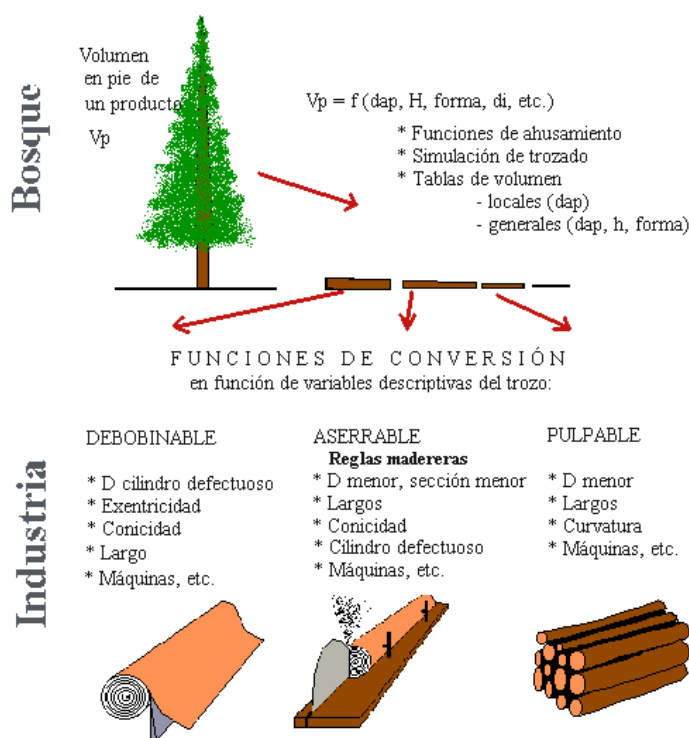 Bosque
Volumen
en pie de
un producto
Vp
Vp = f (dap, H, forma, di, etc.)
* Funciones de ahusamiento
* Simulación de trozado
* Tablas de volumen
- locales (dap)
- generales (dap, h, forma)
FUNCIONES DE CONVERSIÓN
en función de variables descriptivas del trozo:
Industria
DEBOBINABLE
* D cilindro defectuoso
* Exentricidad
* Conicidad
* Largo
* Máquinas, etc.
ASERRABLE
Reglas madereras
* D menor, sección menor
* Largos
* Conicidad
* Cilindro defectuoso
* Máquinas, etc.
PULPABLE
* D menor
* Largos
* Curvatura
* Máquinas, etc.